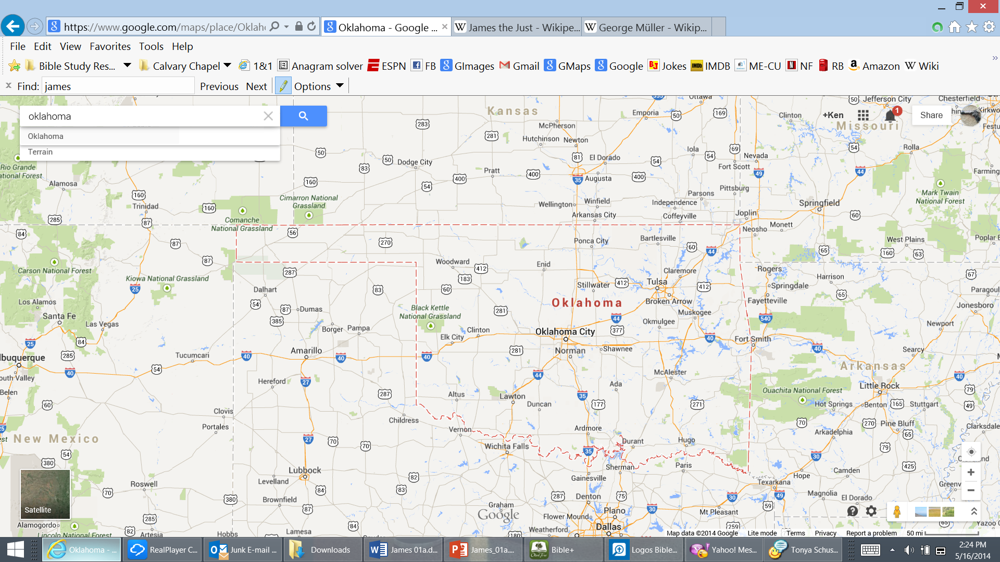 https://www.google.com/maps/place/Oklah
Oklahoma - Google ...
James the Just - Wikipe...
George Müller - Wikip...
File Edit View Favorites Tools Help
Bible Study Res... Calvary Chapel 1&1 Anagram solver ESPN FB GImages Gmail GMaps Google Jokes IMDB ME-CU NF RB Amazon Wiki
Find: james Previous Next Options
oklahoma
Oklahoma
Terrain
+Ken 1 Share
Kansas
Missouri
Oklahoma
Arkansas
New Mexico
Ottawa
Emporia
McPherson
Hutchinson
Newton
El Dorado
Iola
Nevada
Fort Scott
Clinton
Jefferson City
Chesterfield
Kirkwo
Festu
Rolla
Farming
Dodge City
Pratt
Augusta
Pittsburg
Parsons
Wellington
Winfield
Independence
Arkansas City
Coffeyville
Joplin
Neosho
Monett
Springfield
Mark Twain
National Forest
West Plains
Poplar B
Rio Grande
ational Forest
Alamosa
Trinidad
Cimarron National
Grassland
Comanche
National Grassland
Carson National Forest
Kiowa National Grassland
Los Alamos
Santa Fe
Las Vegas
lbuquerque
outh Valley
Belen
Tucumcari
Dalhart
Dumas
Borger
Pampa
Amarillo
Hereford
Clovis
Portales
Woodward
Enid
Ponca City
Bartlesville
Stillwater
Claremore
Tulsa
Broken Arrow
Muskogee
Okmulgee
Black Kettle
National Grassland
Clinton
Elk City
Oklahoma City
Norman
Shawnee
McAlester
Ada
Altus
Lawton
Duncan
Childress
Vernon
Wichita Falls
Ardmore
Durant
Hugo
Paris
Sherman
Gainesville
Denton
Plano
Flower Mound
Weatherford
Dallas
Graham
Mt Pleasant
Rogers
Springdale
Fayetteville
Harrison
Paragoul
Jonesboro
Newport
Searcy
Fort Smith
Ouachita National Forest
Little Rock
Hot Springs
Benton
Stuttgart
Pine Bluff
Arkadelphia
Clarksdale
Camden
Hope
Texarkana
Magnolia
El Dorado
Greenv
Yazoo C
Lubbock
Levelland
Brownfield
Lamesa
Hobbs
Roswell
Artesia
Alamogordo
Lincoln National Forest
Satellite
Google
Map data ©2014 Google Lite mode Terms Privacy Report a problem 50 mi
Oklahoma - ...
RealPlayer C...
Junk E-mail ...
Downloads
James 01a.d...
James_01a....
Bible+
Logos Bible...
Yahoo! Mes...
Tonya Schus...
2:24 PM
5/16/2014